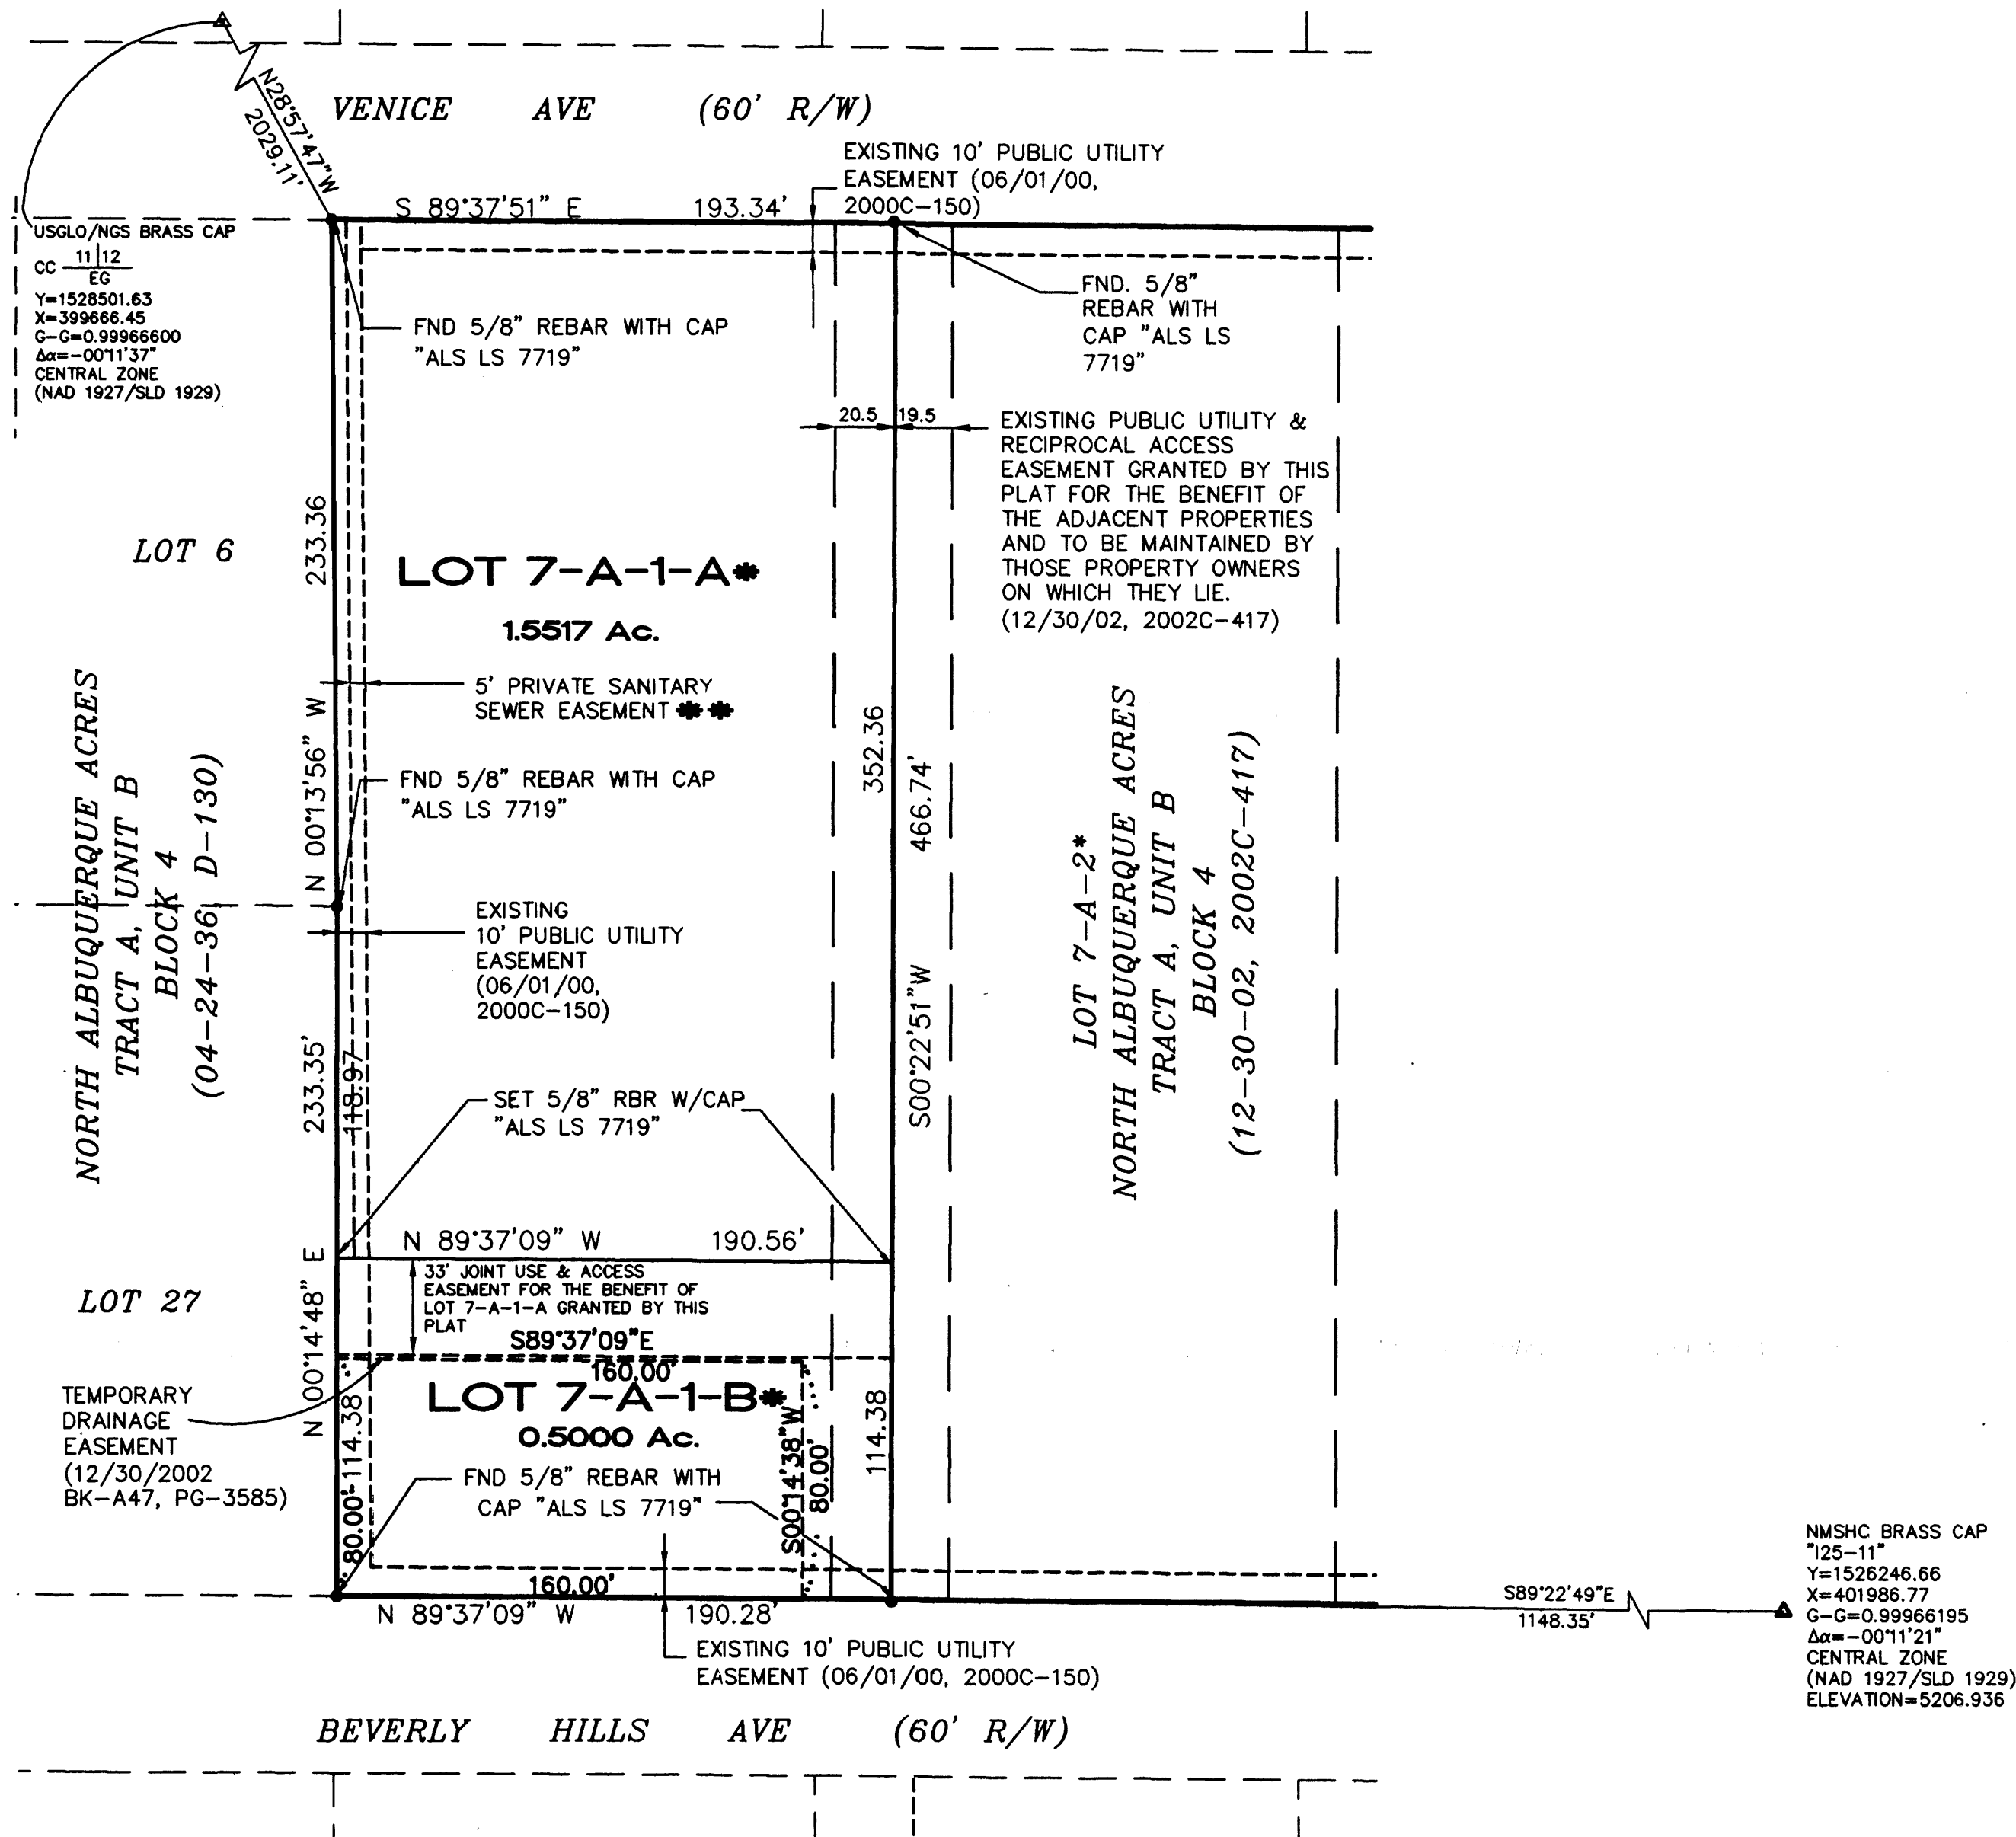 N28°57'47"W
2029.11'
VENICE AVE (60' R/W)
EXISTING 10' PUBLIC UTILITY
EASEMENT (06/01/00,
2000C-150)
S 89°37'51" E 193.34'
USGLO/NGS BRASS CAP
CC 11|12
EG
Y=1528501.63
X=399666.45
G-G=0.99966600
Δα=-00°11'37"
CENTRAL ZONE
(NAD 1927/SLD 1929)
FND 5/8" REBAR WITH CAP
"ALS LS 7719"
FND. 5/8"
REBAR WITH
CAP "ALS LS
7719"
20.5 19.5
EXISTING PUBLIC UTILITY &
RECIPROCAL ACCESS
EASEMENT GRANTED BY THIS
PLAT FOR THE BENEFIT OF
THE ADJACENT PROPERTIES
AND TO BE MAINTAINED BY
THOSE PROPERTY OWNERS
ON WHICH THEY LIE.
(12/30/02, 2002C-417)
LOT 6
233.36
N 00°13'56" W
LOT 7-A-1-A*
1.5517 Ac.
5' PRIVATE SANITARY
SEWER EASEMENT **
352.36
466.74'
S00°22'51"W
NORTH ALBUQUERQUE ACRES
TRACT A, UNIT B
BLOCK 4
(04-24-36 D-130)
FND 5/8" REBAR WITH CAP
"ALS LS 7719"
LOT 7-A-2*
NORTH ALBUQUERQUE ACRES
TRACT A, UNIT B
BLOCK 4
(12-30-02, 2002C-417)
EXISTING
10' PUBLIC UTILITY
EASEMENT
(06/01/00,
2000C-150)
233.35'
118.97
SET 5/8" RBR W/CAP
"ALS LS 7719"
N 89°37'09" W 190.56'
33' JOINT USE & ACCESS
EASEMENT FOR THE BENEFIT OF
LOT 7-A-1-A GRANTED BY THIS
PLAT
LOT 27
N 00°14'48" E
S89°37'09"E
160.00'
LOT 7-A-1-B*
0.5000 Ac.
TEMPORARY
DRAINAGE
EASEMENT
(12/30/2002
BK-A47, PG-3585)
114.38
80.00'
FND 5/8" REBAR WITH
CAP "ALS LS 7719"
S00°14'38"W
80.00'
114.38
160.00'
N 89°37'09" W 190.28'
EXISTING 10' PUBLIC UTILITY
EASEMENT (06/01/00, 2000C-150)
S89°22'49"E
1148.35'
NMSHC BRASS CAP
"I25-11"
Y=1526246.66
X=401986.77
G-G=0.99966195
Δα=-00°11'21"
CENTRAL ZONE
(NAD 1927/SLD 1929)
ELEVATION=5206.936
BEVERLY HILLS AVE (60' R/W)